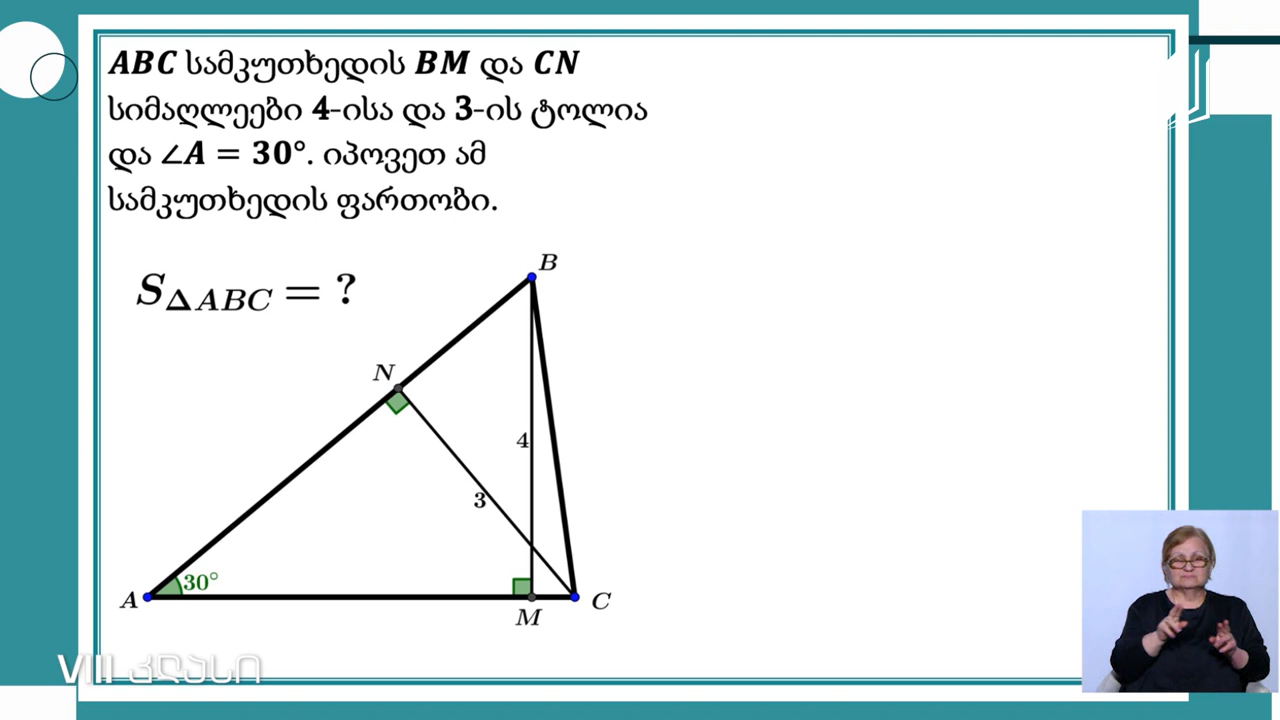 ABC სამკუთხედის BM და CN
სიმაღლეები 4-ისა და 3-ის ტოლია
და ∠A = 30°. იპოვეთ ამ
სამკუთხედის ფართობი.
S△ABC = ?
B
N
4
3
30°
A
M
C
VIII კლასი